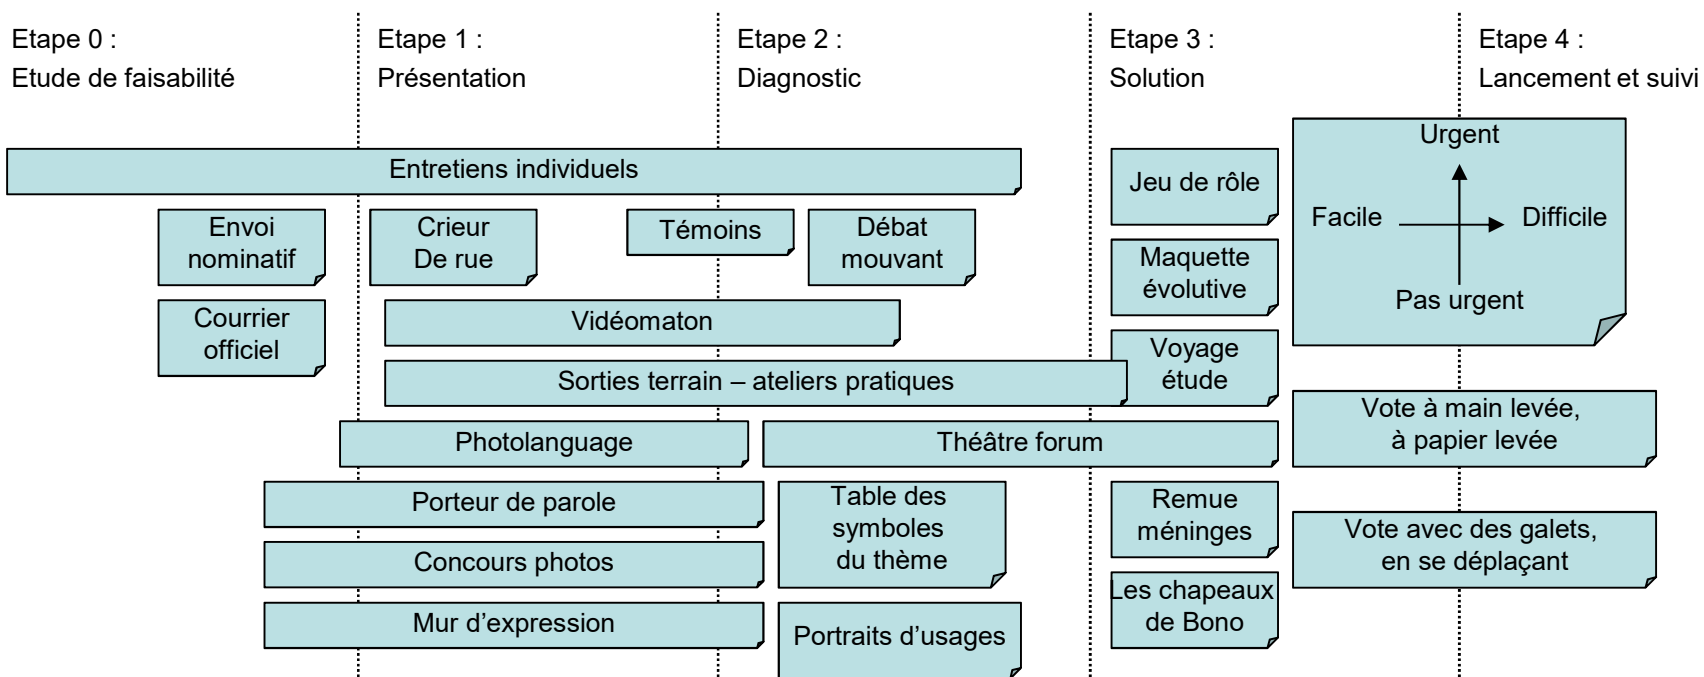 Etape 0 :
Etude de faisabilité
Etape 1 :
Présentation
Etape 2 :
Diagnostic
Etape 3 :
Solution
Etape 4 :
Lancement et suivi
Entretiens individuels
Envoi
nominatif
Courrier
officiel
Crieur
De rue
Témoins
Débat
mouvant
Vidéomaton
Sorties terrain – ateliers pratiques
Photolanguage
Théâtre forum
Porteur de parole
Concours photos
Mur d’expression
Table des
symboles
du thème
Portraits d’usages
Jeu de rôle
Maquette
évolutive
Voyage
étude
Remue
méninges
Les chapeaux
de Bono
Urgent
Facile
Difficile
Pas urgent
Vote à main levée,
à papier levée
Vote avec des galets,
en se déplaçant